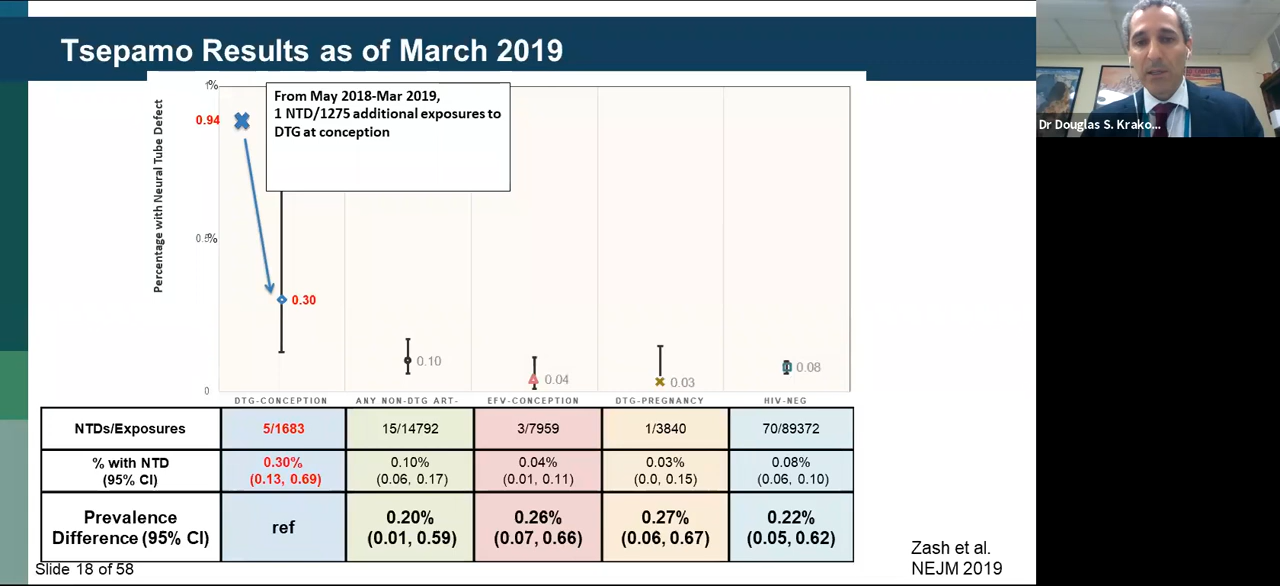 Tsepamo Results as of March 2019
Dr Douglas S. Krako...
Percentage with Neural Tube Defect
1%
0.5%
0
From May 2018-Mar 2019,
1 NTD/1275 additional exposures to
DTG at conception
0.94
0.30
0.10
0.04
0.03
0.08
DTG-CONCEPTION ANY NON-DTG ART- EFV-CONCEPTION DTG-PREGNANCY HIV-NEG
NTDs/Exposures 5/1683 15/14792 3/7959 1/3840 70/89372
% with NTD 0.30% 0.10% 0.04% 0.03% 0.08%
(95% CI) (0.13, 0.69) (0.06, 0.17) (0.01, 0.11) (0.0, 0.15) (0.06, 0.10)
Prevalence ref 0.20% 0.26% 0.27% 0.22%
Difference (95% CI) (0.01, 0.59) (0.07, 0.66) (0.06, 0.67) (0.05, 0.62)
Zash et al.
NEJM 2019
Slide 18 of 58